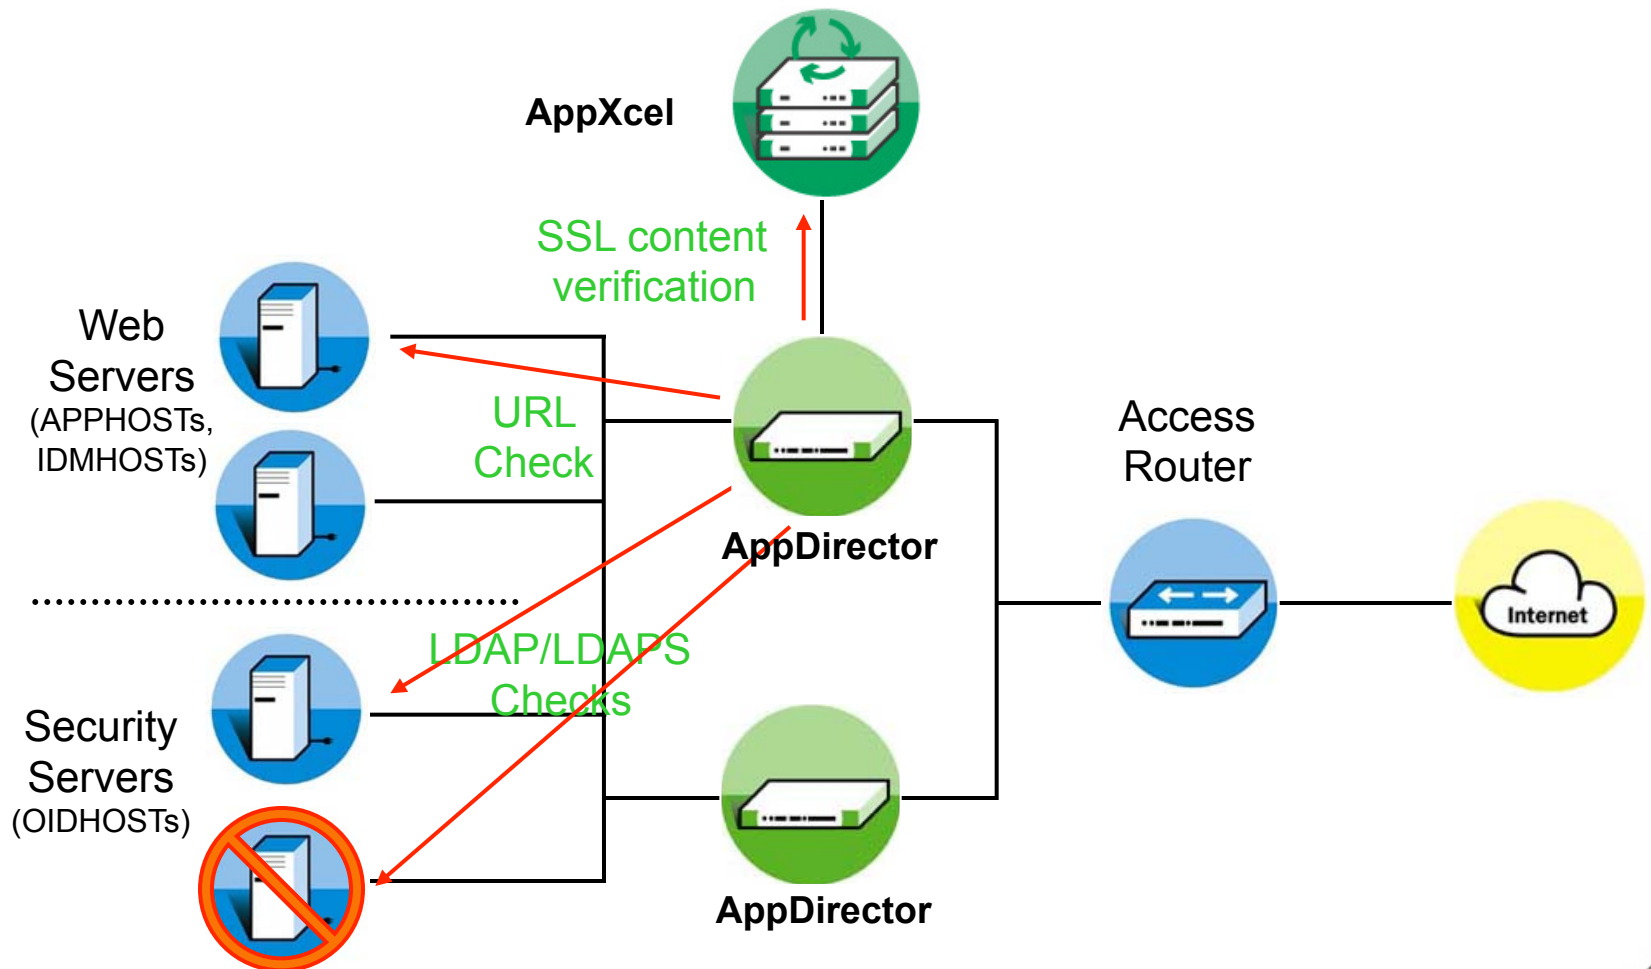 AppXcel
SSL content
verification
Web
Servers
(APPHOSTs,
IDMHOSTs)
URL
Check
AppDirector
Access
Router
Internet
LDAP/LDAPS
Checks
Security
Servers
(OIDHOSTs)
AppDirector